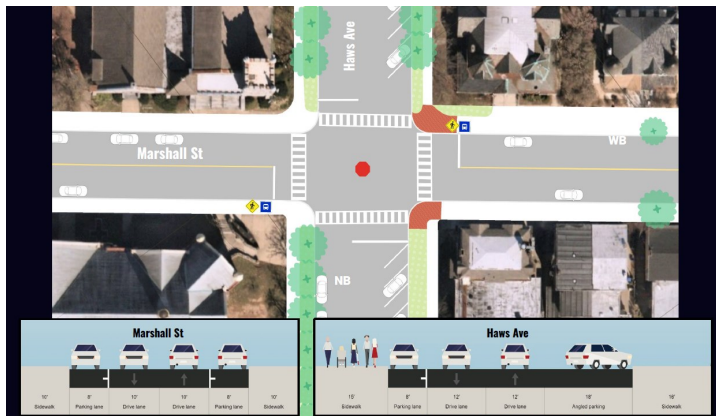 Haws Ave
Marshall St
WB
NB
Marshall St
10' 8' 10' 10' 8' 10'
Sidewalk Parking lane Drive lane Drive lane Parking lane Sidewalk
Haws Ave
15' 8' 12' 12' 18' 16'
Sidewalk Parking lane Drive lane Drive lane Angled parking Sidewalk